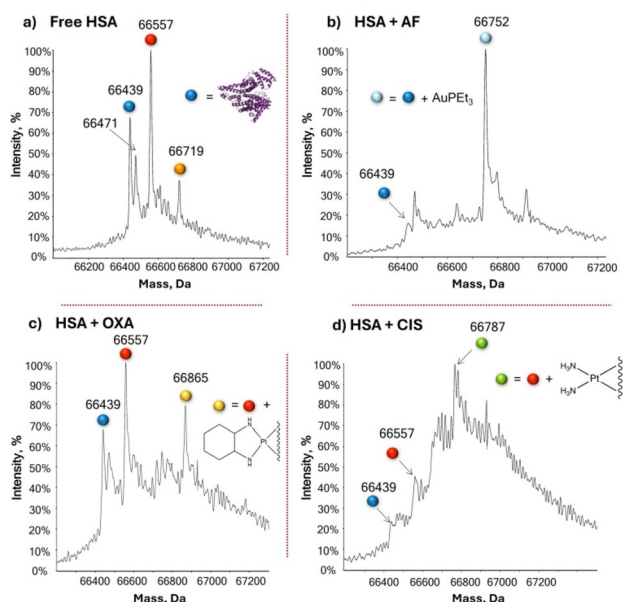 a) Free HSA
66557
100%
90%
80%
70%
60%
50%
40%
30%
20%
10%
0%
Intensity, %
66439
66471
66719
=
66200 66400 66600 66800 67000 67200
Mass, Da
b) HSA + AF
66752
100%
90%
80%
70%
60%
50%
40%
30%
20%
10%
0%
Intensity, %
= + AuPEt3
66439
66400 66600 66800 67000 67200
Mass, Da
c) HSA + OXA
66557
100%
90%
80%
70%
60%
50%
40%
30%
20%
10%
0%
Intensity, %
66439
66865
= +
H
N
Pt
N
H
66400 66600 66800 67000 67200
Mass, Da
d) HSA + CIS
66787
100%
90%
80%
70%
60%
50%
40%
30%
20%
10%
0%
Intensity, %
= +
H3N
Pt
H3N
66557
66439
66400 66600 66800 67000 67200
Mass, Da